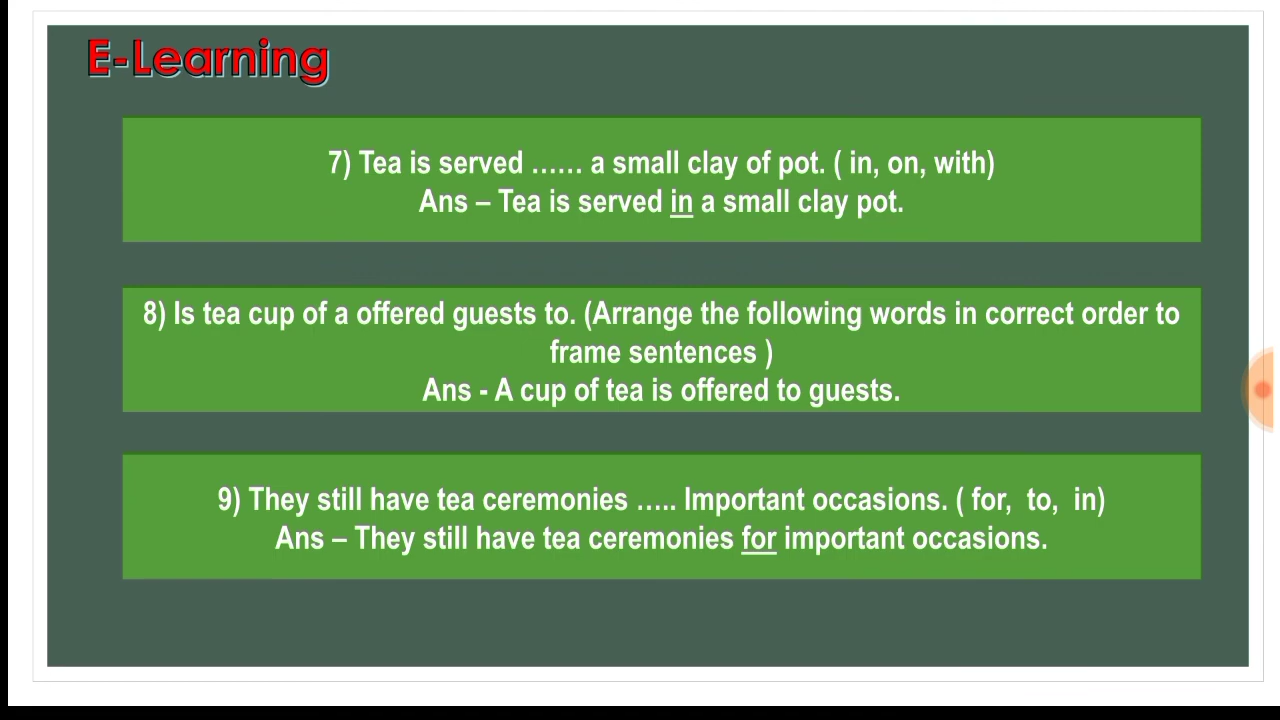 E-Learning
7) Tea is served …… a small clay of pot. ( in, on, with)
Ans – Tea is served in a small clay pot.
8) Is tea cup of a offered guests to. (Arrange the following words in correct order to
frame sentences )
Ans - A cup of tea is offered to guests.
9) They still have tea ceremonies ….. Important occasions. ( for, to, in)
Ans – They still have tea ceremonies for important occasions.